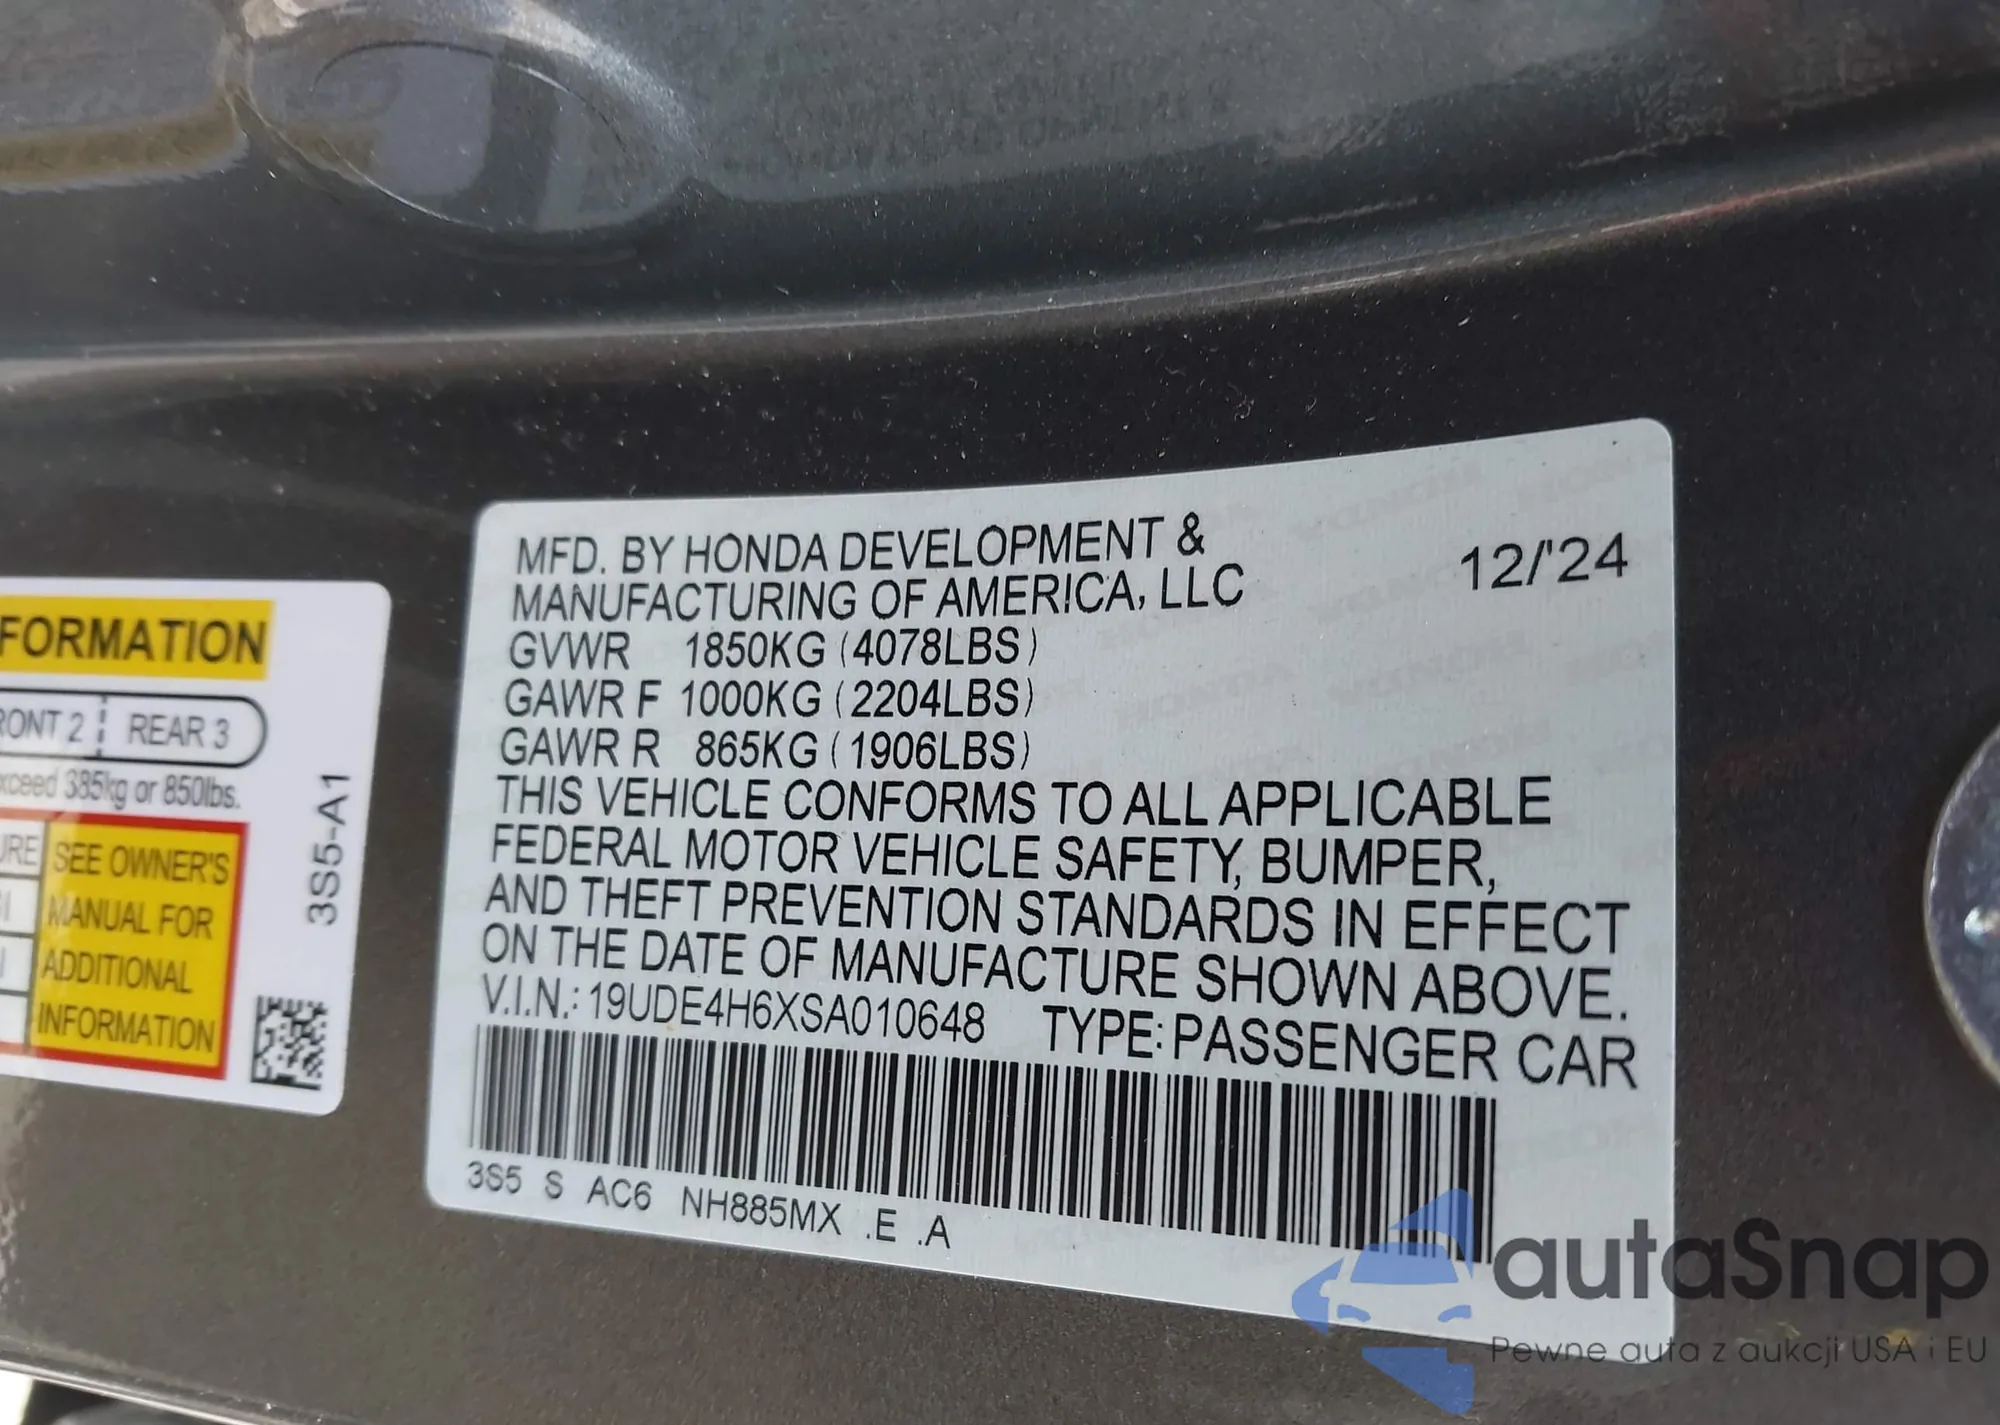 FORMATION
RONT 2 REAR 3
xceed 385kg or 850lbs.
URE
SEE OWNER'S
MANUAL FOR
ADDITIONAL
INFORMATION
3S5-A1
MFD. BY HONDA DEVELOPMENT &
MANUFACTURING OF AMERICA, LLC
12/'24
GVWR 1850KG (4078LBS)
GAWR F 1000KG (2204LBS)
GAWR R 865KG (1906LBS)
THIS VEHICLE CONFORMS TO ALL APPLICABLE
FEDERAL MOTOR VEHICLE SAFETY, BUMPER,
AND THEFT PREVENTION STANDARDS IN EFFECT
ON THE DATE OF MANUFACTURE SHOWN ABOVE.
V.I.N.: 19UDE4H6XSA010648 TYPE: PASSENGER CAR
3S5 S AC6 NH885MX .E .A
autaSnap
Pewne auta z aukcji USA i EU